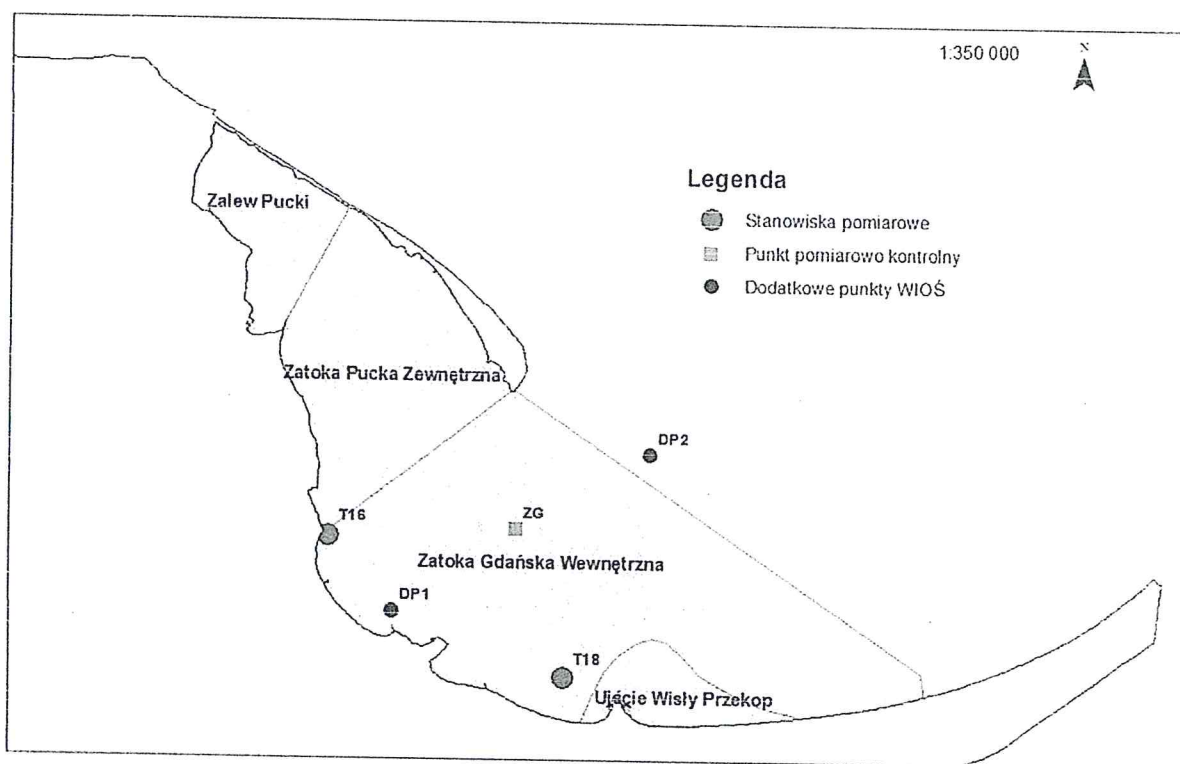 1:350 000
N
Legenda
Stanowiska pomiarowe
Punkt pomiarowo kontrolny
Dodatkowe punkty WIOŚ
Zalew Pucki
Zatoka Pucka Zewnętrzna
DP2
T16
ZG
Zatoka Gdańska Wewnętrzna
DP1
T18
Ujście Wisły Przekop